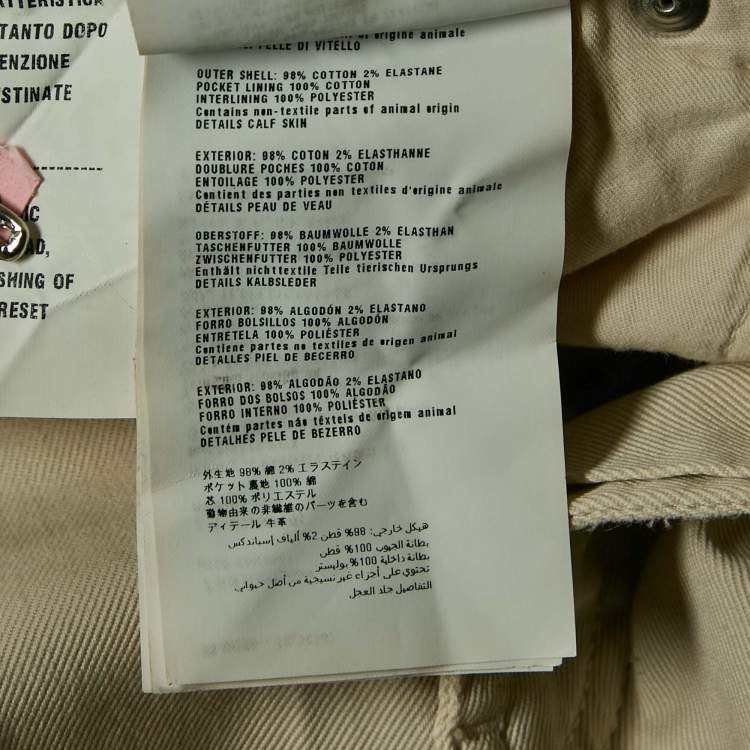 TTERISTIC
TANTO DOPO
ENZIONE
STINATE
AC
AD,
SHING OF
RESET
origine animale
PELLE DI VITELLO
OUTER SHELL: 98% COTTON 2% ELASTANE
POCKET LINING 100% COTTON
INTERLINING 100% POLYESTER
Contains non-textile parts of animal origin
DETAILS CALF SKIN
EXTERIOR: 98% COTON 2% ELASTHANNE
DOUBLURE POCHES 100% COTON
ENTOILAGE 100% POLYESTER
Contient des parties non textiles d'origine animale
DÉTAILS PEAU DE VEAU
OBERSTOFF: 98% BAUMWOLLE 2% ELASTHAN
TASCHENFUTTER 100% BAUMWOLLE
ZWISCHENFUTTER 100% POLYESTER
Enthält nichttextile Teile tierischen Ursprungs
DETAILS KALBSLEDER
EXTERIOR: 98% ALGODÓN 2% ELASTANO
FORRO BOLSILLOS 100% ALGODÓN
ENTRETELA 100% POLIÉSTER
Contiene partes no textiles de origen animal
DETALLES PIEL DE BECERRO
EXTERIOR: 98% ALGODÃO 2% ELASTANO
FORRO DOS BOLSOS 100% ALGODÃO
FORRO INTERNO 100% POLIÉSTER
Contém partes não têxteis de origem animal
DETALHES PELE DE BEZERRO
外生地 98% 綿 2% エラステイン
ポケット裏地 100% 綿
芯 100% ポリエステル
動物由来の非繊維のパーツを含む
ディテール 牛革
هيكل خارجي: 98% قطن 2% ألياف إسباندكس
بطانة الجيوب 100% قطن
بطانة داخلية 100% بوليستر
تحتوي على أجزاء غير نسيجية من أصل حيواني
التفاصيل جلد العجل